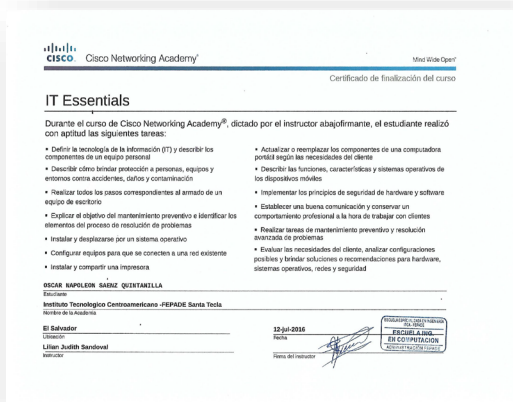 CISCO. Cisco Networking Academy®
Mind Wide Open"
Certificado de finalización del curso
IT Essentials
Durante el curso de Cisco Networking Academy®, dictado por el instructor abajofirmante, el estudiante realizó
con aptitud las siguientes tareas:
▪ Definir la tecnología de la información (IT) y describir los
componentes de un equipo personal
▪ Describir cómo brindar protección a personas, equipos y
entornos contra accidentes, daños y contaminación
▪ Realizar todos los pasos correspondientes al armado de un
equipo de escritorio
▪ Explicar el objetivo del mantenimiento preventivo e identificar los
elementos del proceso de resolución de problemas
▪ Instalar y desplazarse por un sistema operativo
▪ Configurar equipos para que se conecten a una red existente
▪ Instalar y compartir una impresora
▪ Actualizar o reemplazar los componentes de una computadora
portátil según las necesidades del cliente
▪ Describir las funciones, características y sistemas operativos de
los dispositivos móviles
▪ Implementar los principios de seguridad de hardware y software
▪ Establecer una buena comunicación y conservar un
comportamiento profesional a la hora de trabajar con clientes
▪ Realizar tareas de mantenimiento preventivo y resolución
avanzada de problemas
▪ Evaluar las necesidades del cliente, analizar configuraciones
posibles y brindar soluciones o recomendaciones para hardware,
sistemas operativos, redes y seguridad
OSCAR NAPOLEON SAENZ QUINTANILLA
Estudiante
Instituto Tecnologico Centroamericano -FEPADE Santa Tecla
Nombre de la Academia
El Salvador
Ubicación
12-jul-2016
Fecha
Lilian Judith Sandoval
Instructor
Firma del instructor
ESCUELA ING.
EN COMPUTACION